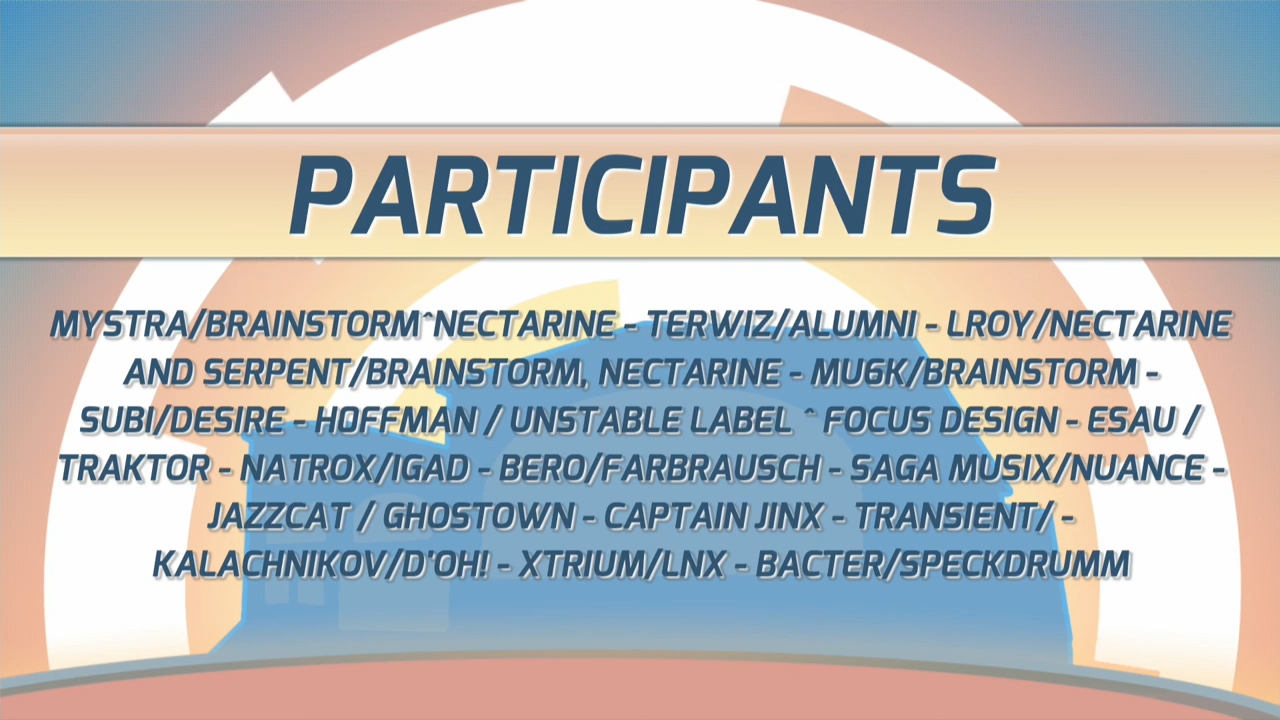 PARTICIPANTS
MYSTRA/BRAINSTORM^NECTARINE - TERWIZ/ALUMNI - LROY/NECTARINE
AND SERPENT/BRAINSTORM, NECTARINE - MU6K/BRAINSTORM -
SUBI/DESIRE - HOFFMAN / UNSTABLE LABEL ^ FOCUS DESIGN - ESAU /
TRAKTOR - NATROX/IGAD - BERO/FARBRAUSCH - SAGA MUSIX/NUANCE -
JAZZCAT / GHOSTOWN - CAPTAIN JINX - TRANSIENT/ -
KALACHNIKOV/D'OH! - XTRIUM/LNX - BACTER/SPECKDRUMM